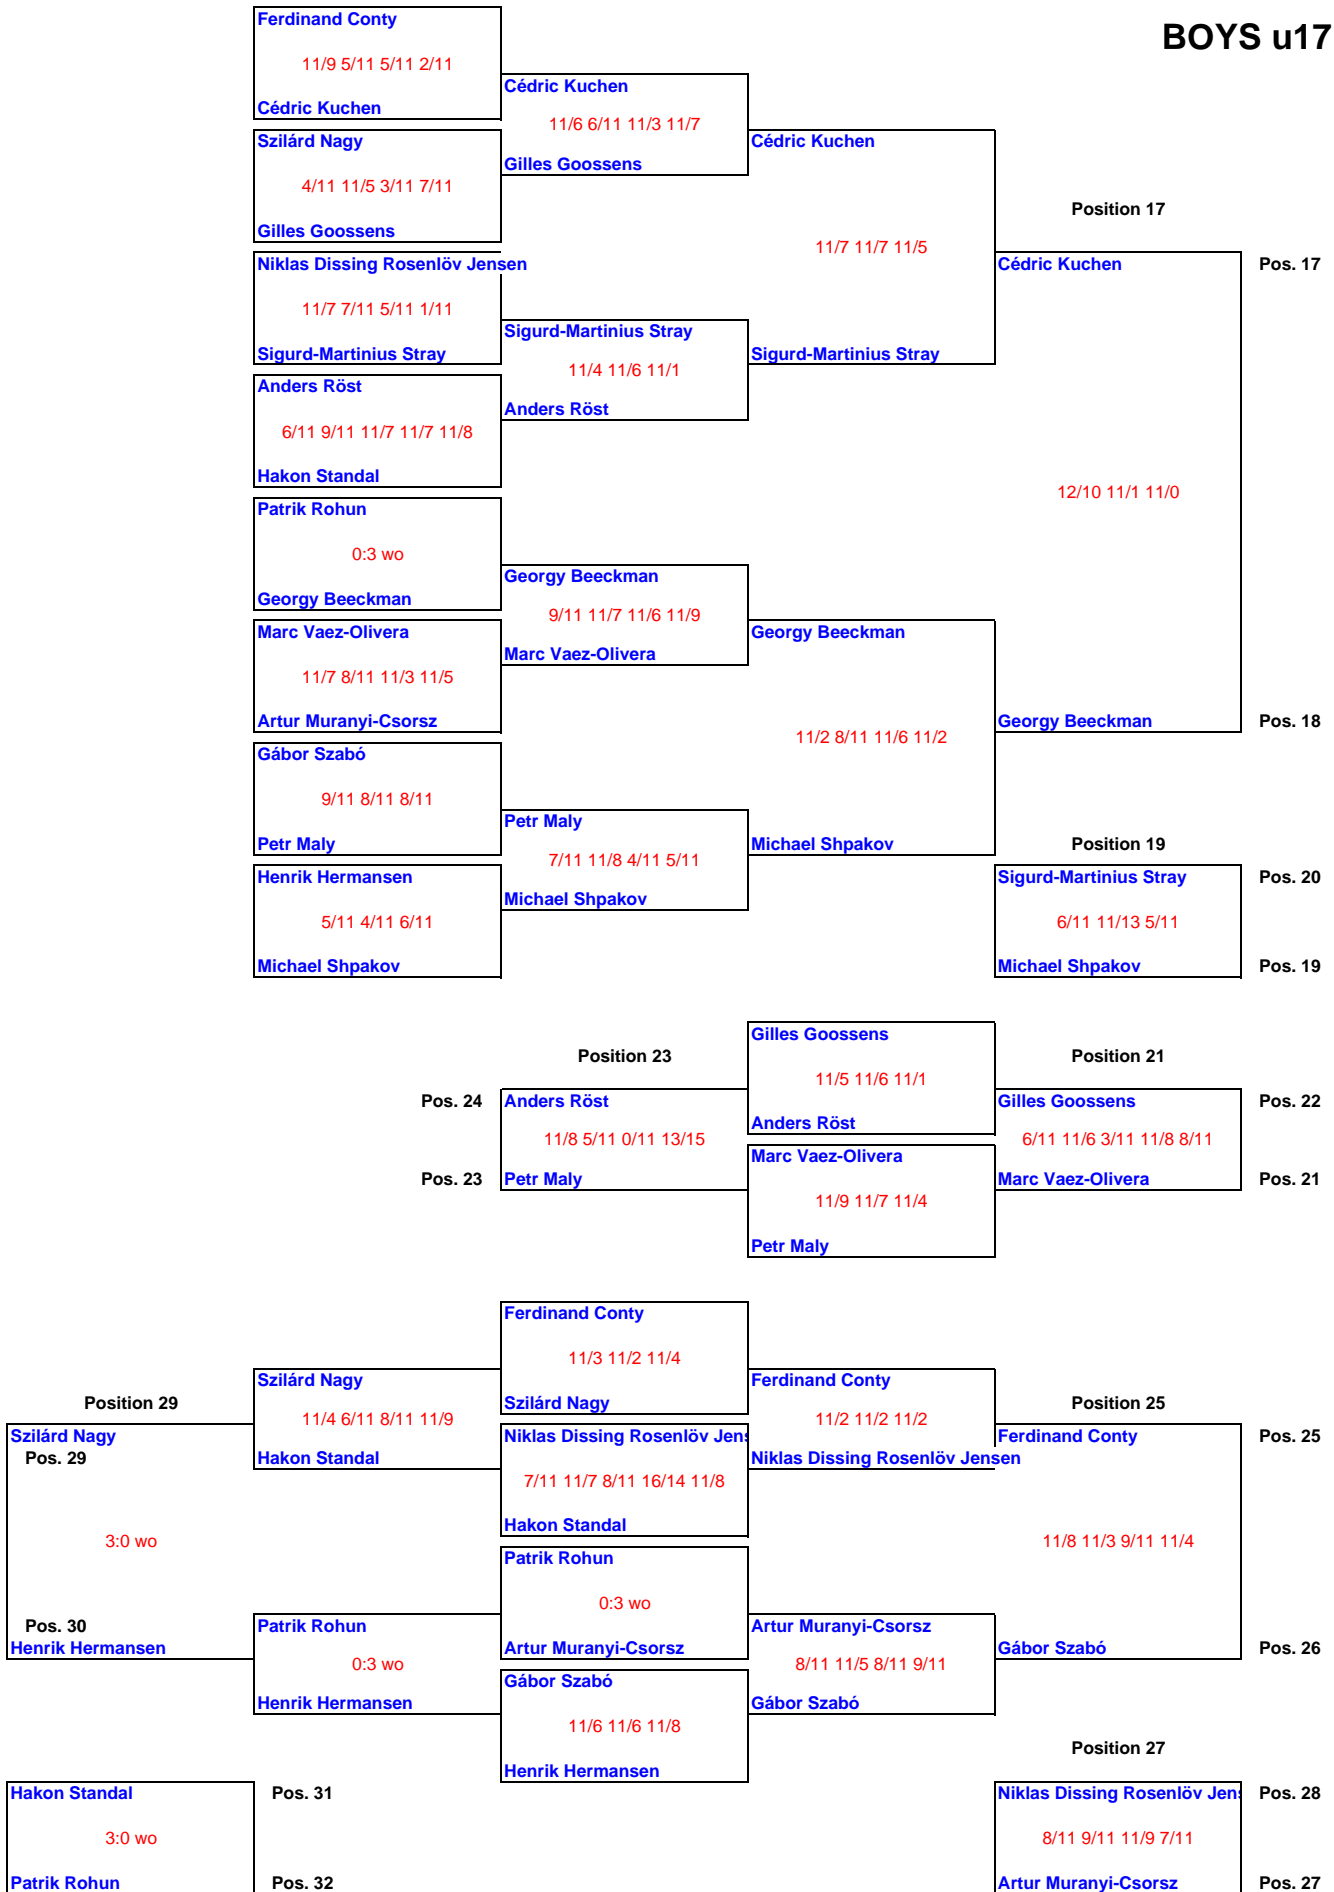 BOYS u17
Ferdinand Conty
11/9 5/11 5/11 2/11
Cédric Kuchen
Szilárd Nagy
4/11 11/5 3/11 7/11
Gilles Goossens
Niklas Dissing Rosenlöv Jensen
11/7 7/11 5/11 1/11
Sigurd-Martinius Stray
Anders Röst
6/11 9/11 11/7 11/7 11/8
Hakon Standal
Patrik Rohun
0:3 wo
Georgy Beeckman
Marc Vaez-Olivera
11/7 8/11 11/3 11/5
Artur Muranyi-Csorsz
Gábor Szabó
9/11 8/11 8/11
Petr Maly
Henrik Hermansen
5/11 4/11 6/11
Michael Shpakov
Cédric Kuchen
11/6 6/11 11/3 11/7
Gilles Goossens
Sigurd-Martinius Stray
11/4 11/6 11/1
Anders Röst
Georgy Beeckman
9/11 11/7 11/6 11/9
Marc Vaez-Olivera
Petr Maly
7/11 11/8 4/11 5/11
Michael Shpakov
Cédric Kuchen
11/7 11/7 11/5
Sigurd-Martinius Stray
Georgy Beeckman
11/2 8/11 11/6 11/2
Michael Shpakov
Position 17
Cédric Kuchen
Pos. 17
12/10 11/1 11/0
Georgy Beeckman
Pos. 18
Position 19
Sigurd-Martinius Stray
Pos. 20
6/11 11/13 5/11
Michael Shpakov
Pos. 19
Gilles Goossens
11/5 11/6 11/1
Anders Röst
Marc Vaez-Olivera
11/9 11/7 11/4
Petr Maly
Position 23
Pos. 24
Anders Röst
11/8 5/11 0/11 13/15
Pos. 23
Petr Maly
Position 21
Gilles Goossens
Pos. 22
6/11 11/6 3/11 11/8 8/11
Marc Vaez-Olivera
Pos. 21
Ferdinand Conty
11/3 11/2 11/4
Szilárd Nagy
Niklas Dissing Rosenlöv Jens
7/11 11/7 8/11 16/14 11/8
Hakon Standal
Patrik Rohun
0:3 wo
Artur Muranyi-Csorsz
Gábor Szabó
11/6 11/6 11/8
Henrik Hermansen
Ferdinand Conty
11/2 11/2 11/2
Niklas Dissing Rosenlöv Jensen
Artur Muranyi-Csorsz
8/11 11/5 8/11 9/11
Gábor Szabó
Position 25
Ferdinand Conty
Pos. 25
11/8 11/3 9/11 11/4
Gábor Szabó
Pos. 26
Position 27
Niklas Dissing Rosenlöv Jens
Pos. 28
8/11 9/11 11/9 7/11
Artur Muranyi-Csorsz
Pos. 27
Szilárd Nagy
11/4 6/11 8/11 11/9
Hakon Standal
Patrik Rohun
0:3 wo
Henrik Hermansen
Position 29
Szilárd Nagy
Pos. 29
3:0 wo
Pos. 30
Henrik Hermansen
Hakon Standal
Pos. 31
3:0 wo
Patrik Rohun
Pos. 32